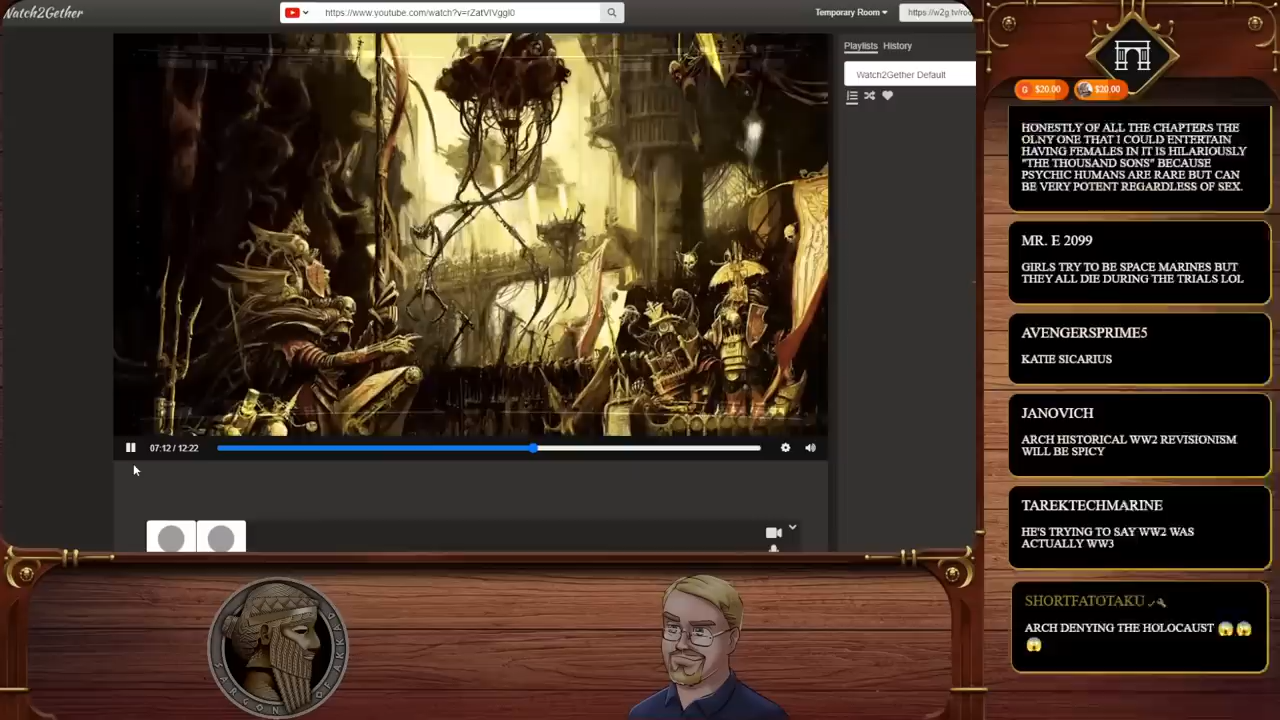 Watch2Gether
https://www.youtube.com/watch?v=rZatVIVggI0
Temporary Room
https://w2g.tv/roo
Playlists History
Watch2Gether Default
07:12 / 12:22
SARGON OF AKKAD
G $20.00 $20.00
HONESTLY OF ALL THE CHAPTERS THE
OLNY ONE THAT I COULD ENTERTAIN
HAVING FEMALES IN IT IS HILARIOUSLY
"THE THOUSAND SONS" BECAUSE
PSYCHIC HUMANS ARE RARE BUT CAN
BE VERY POTENT REGARDLESS OF SEX.
MR. E 2099
GIRLS TRY TO BE SPACE MARINES BUT
THEY ALL DIE DURING THE TRIALS LOL
AVENGERSPRIME5
KATIE SICARIUS
JANOVICH
ARCH HISTORICAL WW2 REVISIONISM
WILL BE SPICY
TAREKTECHMARINE
HE'S TRYING TO SAY WW2 WAS
ACTUALLY WW3
SHORTFATOTAKU
ARCH DENYING THE HOLOCAUST 😱😱
😱